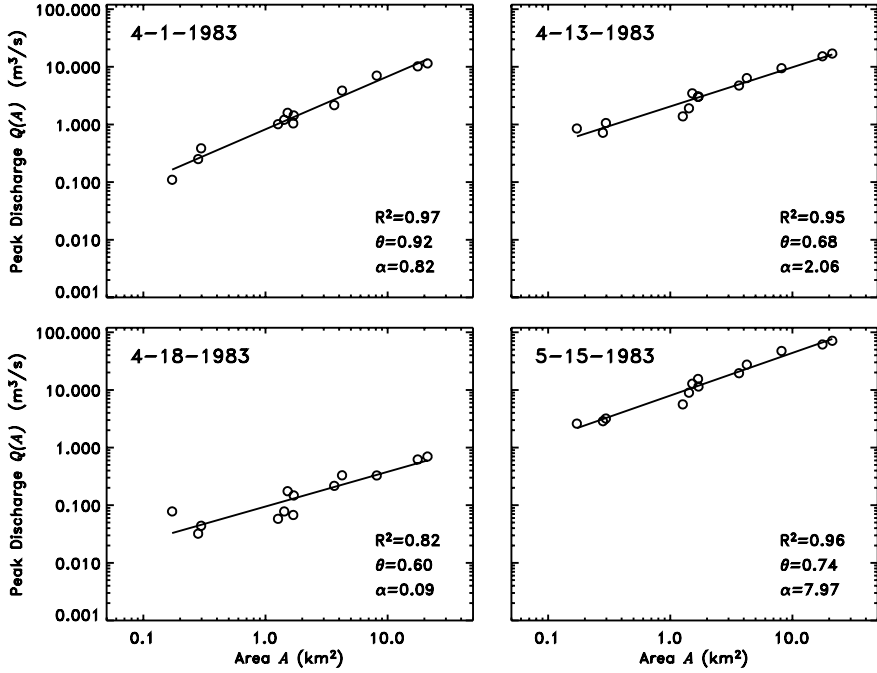 100.000
10.000
1.000
0.100
0.010
0.001
Peak Discharge Q(A) (m³/s)
4-1-1983
R²=0.97
θ=0.92
α=0.82
4-13-1983
R²=0.95
θ=0.68
α=2.06
100.000
10.000
1.000
0.100
0.010
0.001
Peak Discharge Q(A) (m³/s)
4-18-1983
R²=0.82
θ=0.60
α=0.09
0.1 1.0 10.0
Area A (km²)
5-15-1983
R²=0.96
θ=0.74
α=7.97
0.1 1.0 10.0
Area A (km²)